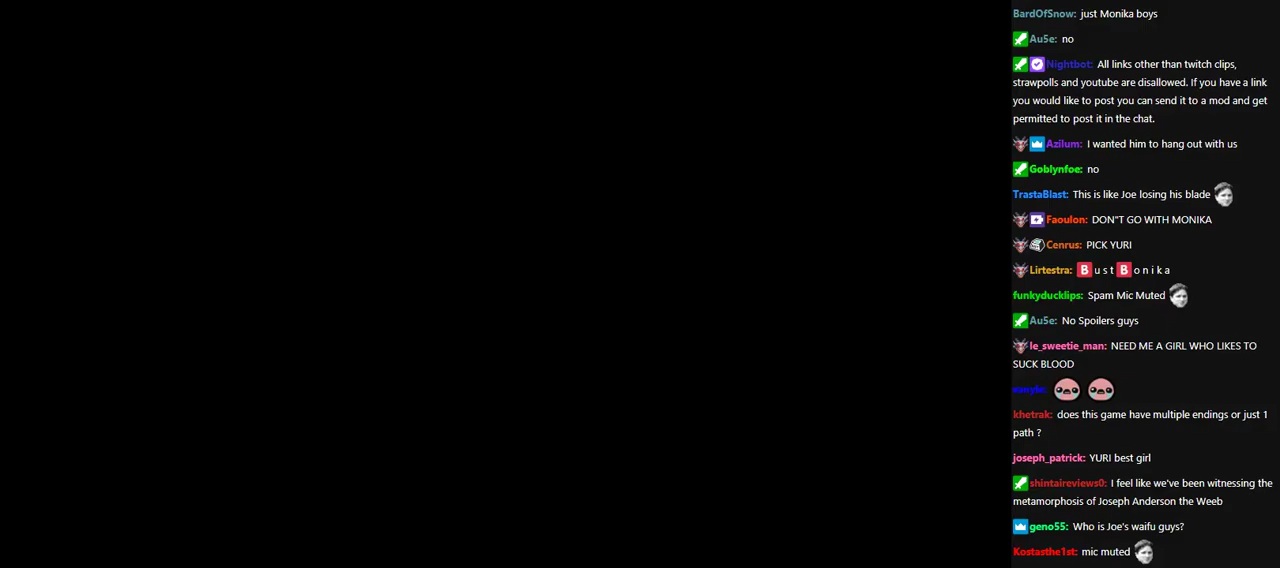 BardOfSnow: just Monika boys
Au5e: no
Nightbot: All links other than twitch clips,
strawpolls and youtube are disallowed. If you have a link
you would like to post you can send it to a mod and get
permitted to post it in the chat.
Azilum: I wanted him to hang out with us
Goblynfoe: no
TrastaBlast: This is like Joe losing his blade
Faoulon: DON"T GO WITH MONIKA
Cenrus: PICK YURI
Lirtestra: B u s t B o n i k a
funkyducklips: Spam Mic Muted
Au5e: No Spoilers guys
le_sweetie_man: NEED ME A GIRL WHO LIKES TO
SUCK BLOOD
khetrak: does this game have multiple endings or just 1
path ?
joseph_patrick: YURI best girl
shintaireviews0: I feel like we've been witnessing the
metamorphosis of Joseph Anderson the Weeb
geno55: Who is Joe's waifu guys?
Kostasthe1st: mic muted